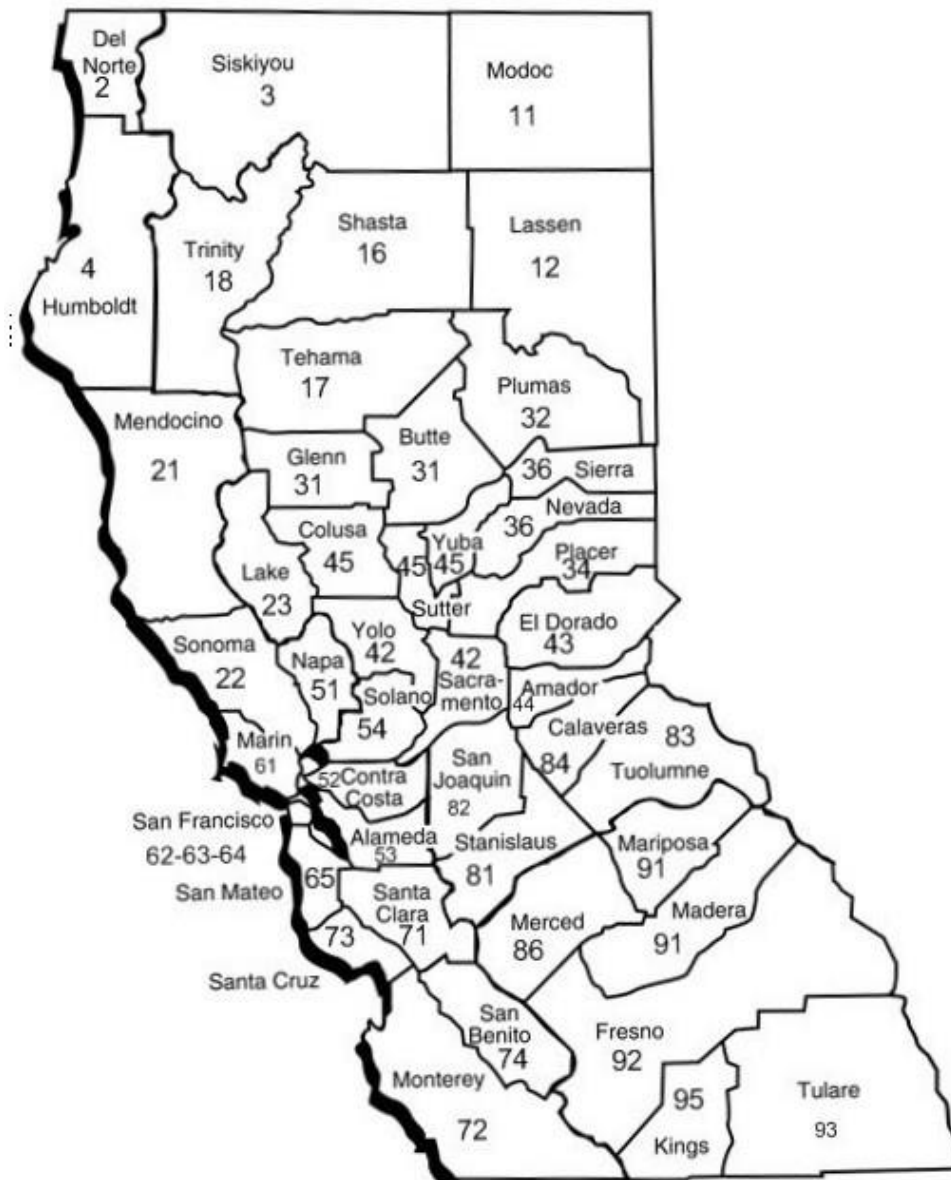 Del
Norte
2
Siskiyou
3
Modoc
11
4
Humboldt
Trinity
18
Shasta
16
Lassen
12
Tehama
17
Plumas
32
Mendocino
21
Glenn
31
Butte
31
36 Sierra
Nevada
36
Colusa
45
45
Sutter
Yuba
45
Placer
34
Lake
23
El Dorado
43
Sonoma
22
Napa
51
Yolo
42
Solano
54
42
Sacra-
mento
Amador
44
Calaveras
84
83
Tuolumne
Marin
61
52 Contra
Costa
San
Joaquin
82
San Francisco
62-63-64
Alameda
53
Stanislaus
81
Mariposa
91
San Mateo
65
Santa
Clara
71
Merced
86
Madera
91
73
Santa Cruz
San
Benito
74
Fresno
92
Monterey
72
95
Kings
Tulare
93